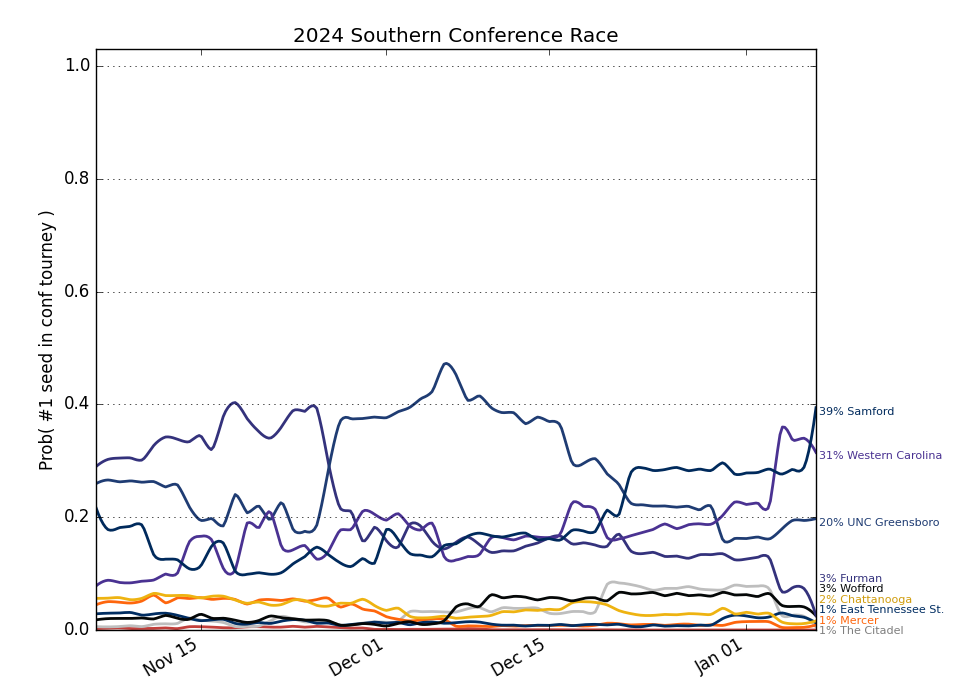 2024 Southern Conference Race
Prob( #1 seed in conf tourney )
1.0
0.8
0.6
0.4
0.2
0.0
Nov 15
Dec 01
Dec 15
Jan 01
39% Samford
31% Western Carolina
20% UNC Greensboro
3% Furman
3% Wofford
2% Chattanooga
1% East Tennessee St.
1% Mercer
1% The Citadel